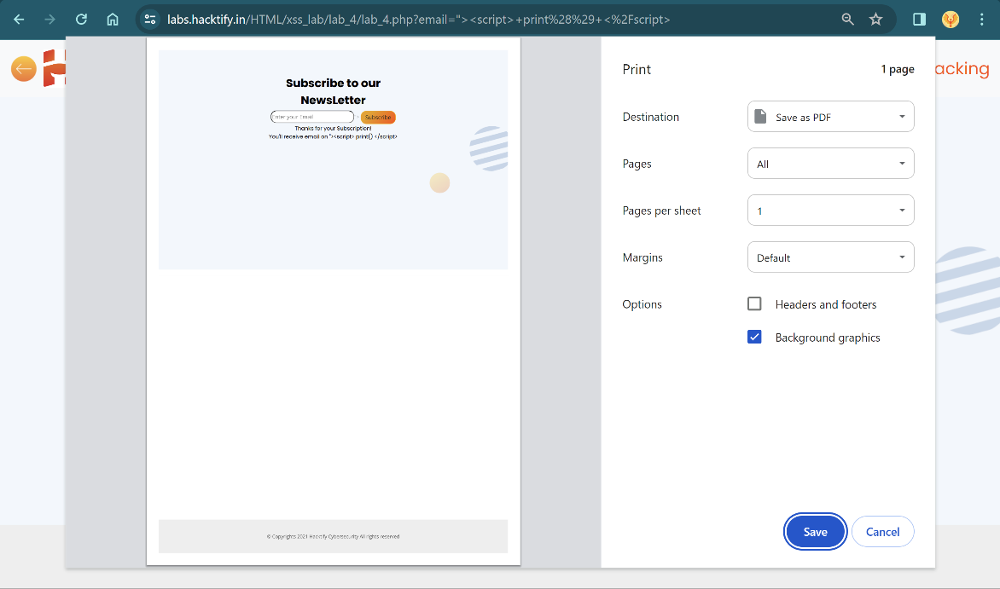 labs.hacktify.in/HTML/xss_lab/lab_4/lab_4.php?email="><script>+print%28%29+<%2Fscript>
acking
Subscribe to our
NewsLetter
Enter your Email
Subscribe
Thanks for your Subscription!
You'll receive email on "><script> print() </script>
© Copyrights 2021 Hacktify Cybersecurity All rights reserved
Print
1 page
Destination
Save as PDF
Pages
All
Pages per sheet
1
Margins
Default
Options
Headers and footers
Background graphics
Save
Cancel